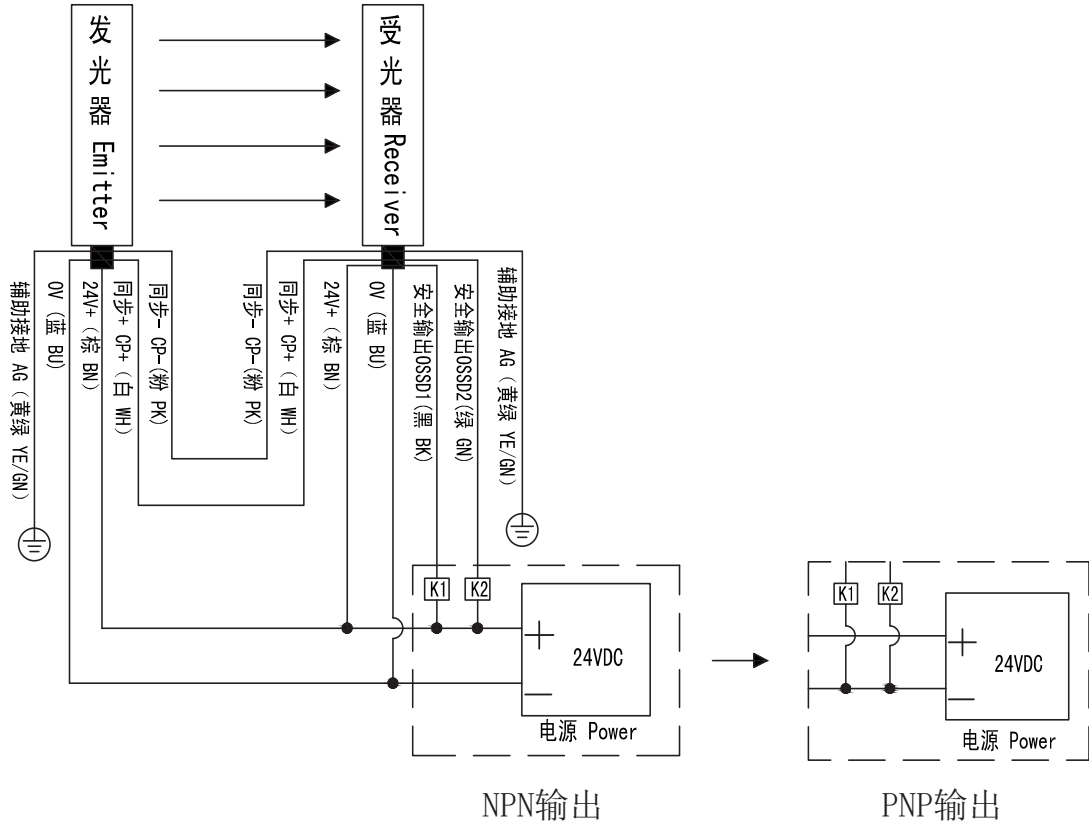 发光器 Emitter
受光器 Receiver
辅助接地 AG (黄绿 YE/GN)
0V (蓝 BU)
24V+ (棕 BN)
同步+ CP+ (白 WH)
同步- CP-(粉 PK)
同步- CP-(粉 PK)
同步+ CP+ (白 WH)
24V+ (棕 BN)
0V (蓝 BU)
安全输出OSSD1(黑 BK)
安全输出OSSD2(绿 GN)
辅助接地 AG (黄绿 YE/GN)
K1
K2
+
24VDC
—
电源 Power
K1
K2
+
24VDC
—
电源 Power
NPN输出
PNP输出